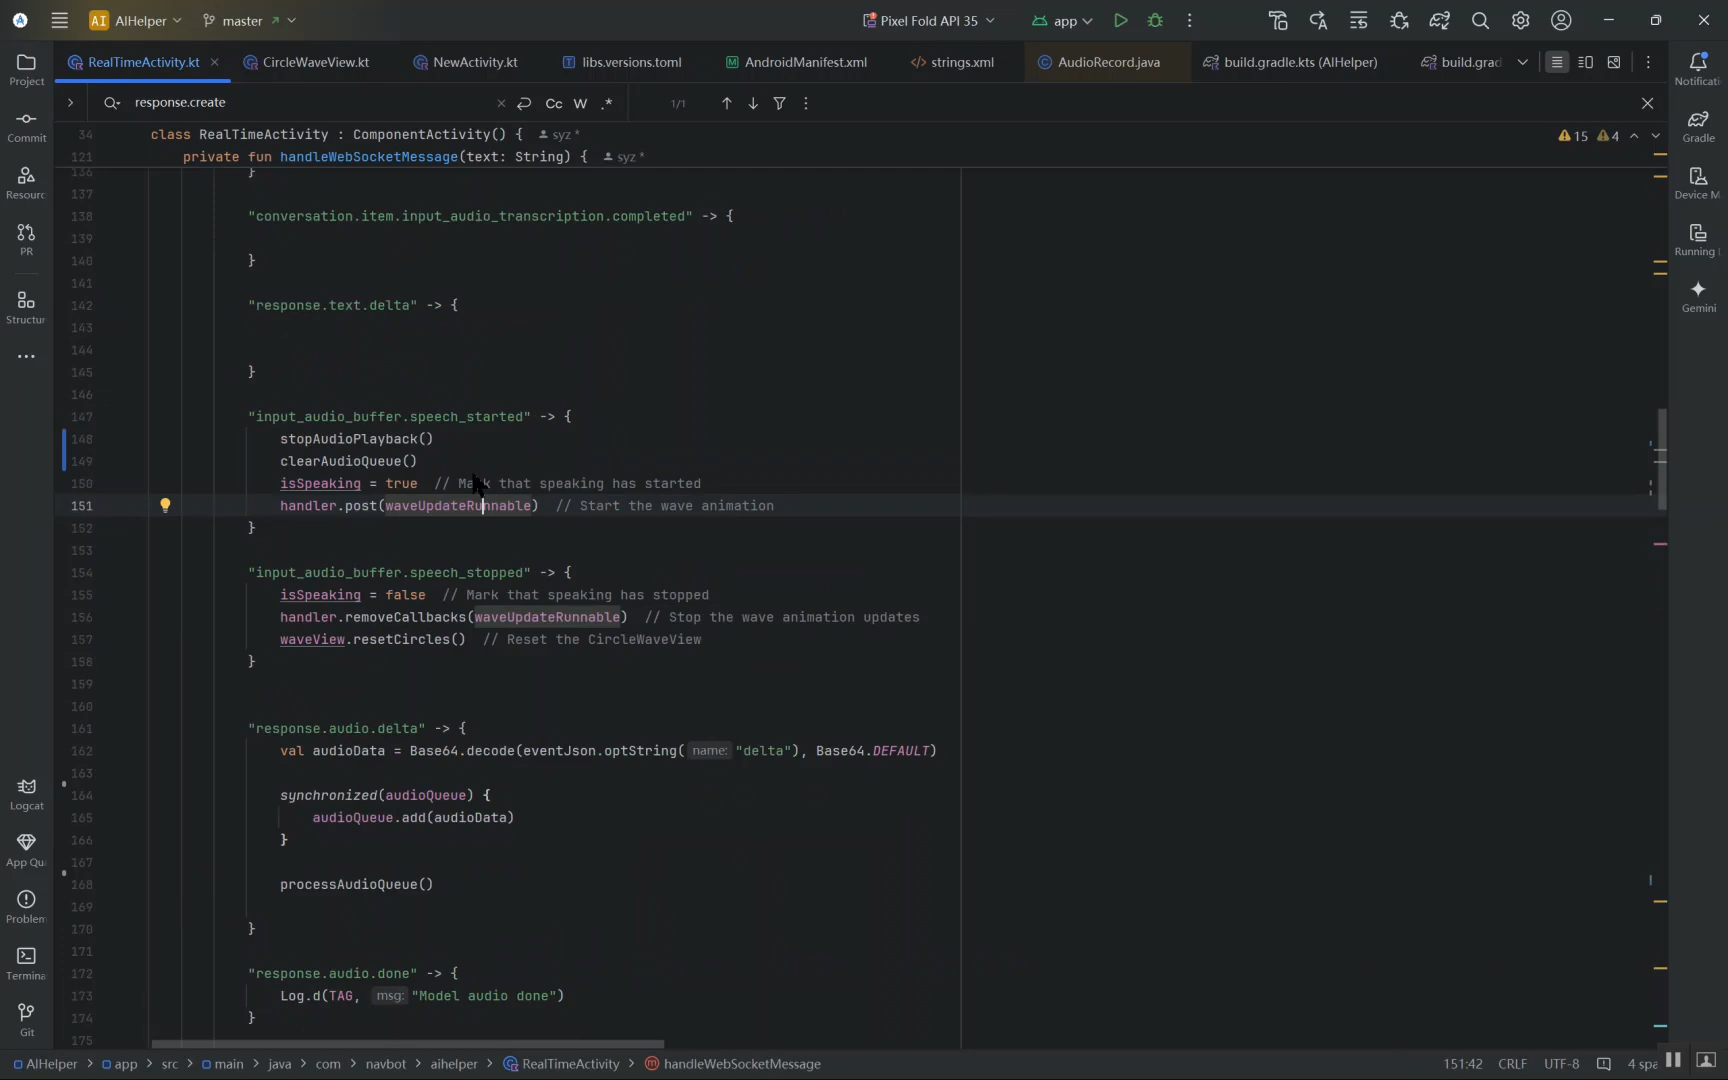 AI AIHelper master Pixel Fold API 35 app
RealTimeActivity.kt CircleWaveView.kt NewActivity.kt libs.versions.toml AndroidManifest.xml strings.xml AudioRecord.java build.gradle.kts (AIHelper) build.grad
Project
Commit
Resourc
PR
Structur
Logcat
App Qu
Problem
Termina
Git
response.create Cc W .* 1/1
34 class RealTimeActivity : ComponentActivity() { syz *
15 4
121 private fun handleWebSocketMessage(text: String) { syz *
136 }
137
138 "conversation.item.input_audio_transcription.completed" -> {
139
140 }
141
142 "response.text.delta" -> {
143
144
145 }
146
147 "input_audio_buffer.speech_started" -> {
148 stopAudioPlayback()
149 clearAudioQueue()
150 isSpeaking = true // Mark that speaking has started
151 handler.post(waveUpdateRunnable) // Start the wave animation
152 }
153
154 "input_audio_buffer.speech_stopped" -> {
155 isSpeaking = false // Mark that speaking has stopped
156 handler.removeCallbacks(waveUpdateRunnable) // Stop the wave animation updates
157 waveView.resetCircles() // Reset the CircleWaveView
158 }
159
160
161 "response.audio.delta" -> {
162 val audioData = Base64.decode(eventJson.optString( name: "delta"), Base64.DEFAULT)
163
164 synchronized(audioQueue) {
165 audioQueue.add(audioData)
166 }
167
168 processAudioQueue()
169
170 }
171
172 "response.audio.done" -> {
173 Log.d(TAG, msg: "Model audio done")
174 }
175
Notificati
Gradle
Device M
Running
Gemini
AIHelper > app > src > main > java > com > navbot > aihelper > RealTimeActivity > handleWebSocketMessage 151:42 CRLF UTF-8 4 spa